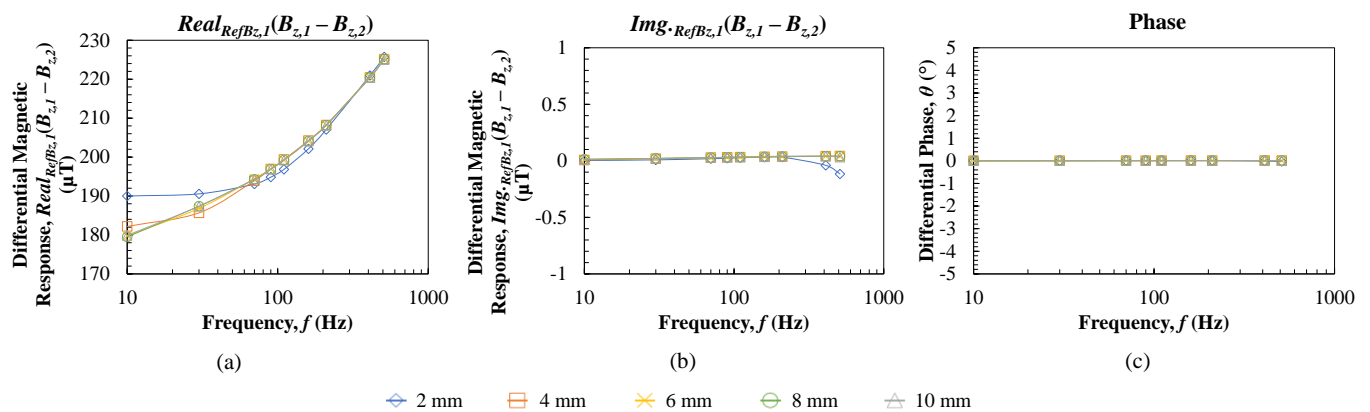 Real_RefBz,1(B_z,1 – B_z,2)
Differential Magnetic
Response, Real_RefBz,1(B_z,1 – B_z,2)
(µT)
230
220
210
200
190
180
170
10
100
1000
Frequency, f (Hz)
(a)
Img._RefBz,1(B_z,1 – B_z,2)
Differential Magnetic
Response, Img._RefBz,1(B_z,1 – B_z,2)
(µT)
1
0.5
0
-0.5
-1
10
100
1000
Frequency, f (Hz)
(b)
Phase
Differential Phase, θ (°)
5
4
3
2
1
0
-1
-2
-3
-4
-5
10
100
1000
Frequency, f (Hz)
(c)
2 mm
4 mm
6 mm
8 mm
10 mm